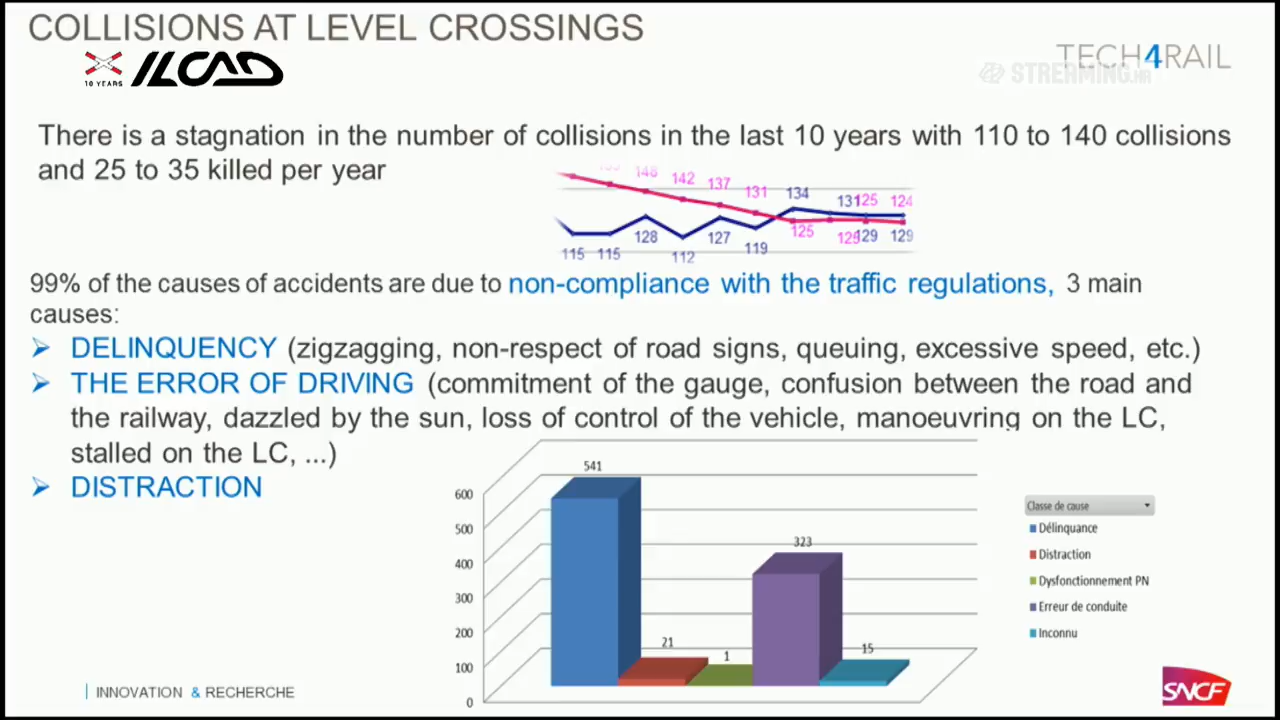 COLLISIONS AT LEVEL CROSSINGS
10 YEARS ILCAD
TECH4RAIL
STREAMING.HR
There is a stagnation in the number of collisions in the last 10 years with 110 to 140 collisions
and 25 to 35 killed per year
148 142 137 131 134 131 125 124
115 115 128 112 127 119 125 129 129
99% of the causes of accidents are due to non-compliance with the traffic regulations, 3 main
causes:
➢ DELINQUENCY (zigzagging, non-respect of road signs, queuing, excessive speed, etc.)
➢ THE ERROR OF DRIVING (commitment of the gauge, confusion between the road and
the railway, dazzled by the sun, loss of control of the vehicle, manoeuvring on the LC,
stalled on the LC, ...)
➢ DISTRACTION
600
500
400
300
200
100
0
541
21
1
323
15
Classe de cause
Délinquance
Distraction
Dysfonctionnement PN
Erreur de conduite
Inconnu
INNOVATION & RECHERCHE
SNCF